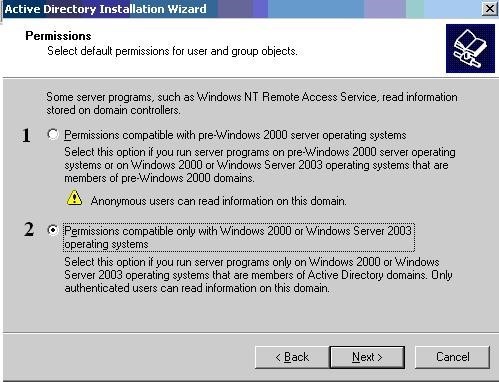 Active Directory Installation Wizard
Permissions
Select default permissions for user and group objects.
Some server programs, such as Windows NT Remote Access Service, read information
stored on domain controllers.
1 Permissions compatible with pre-Windows 2000 server operating systems
Select this option if you run server programs on pre-Windows 2000 server operating
systems or on Windows 2000 or Windows Server 2003 operating systems that are
members of pre-Windows 2000 domains.
Anonymous users can read information on this domain.
2 Permissions compatible only with Windows 2000 or Windows Server 2003
operating systems
Select this option if you run server programs only on Windows 2000 or Windows
Server 2003 operating systems that are members of Active Directory domains. Only
authenticated users can read information on this domain.
< Back Next > Cancel